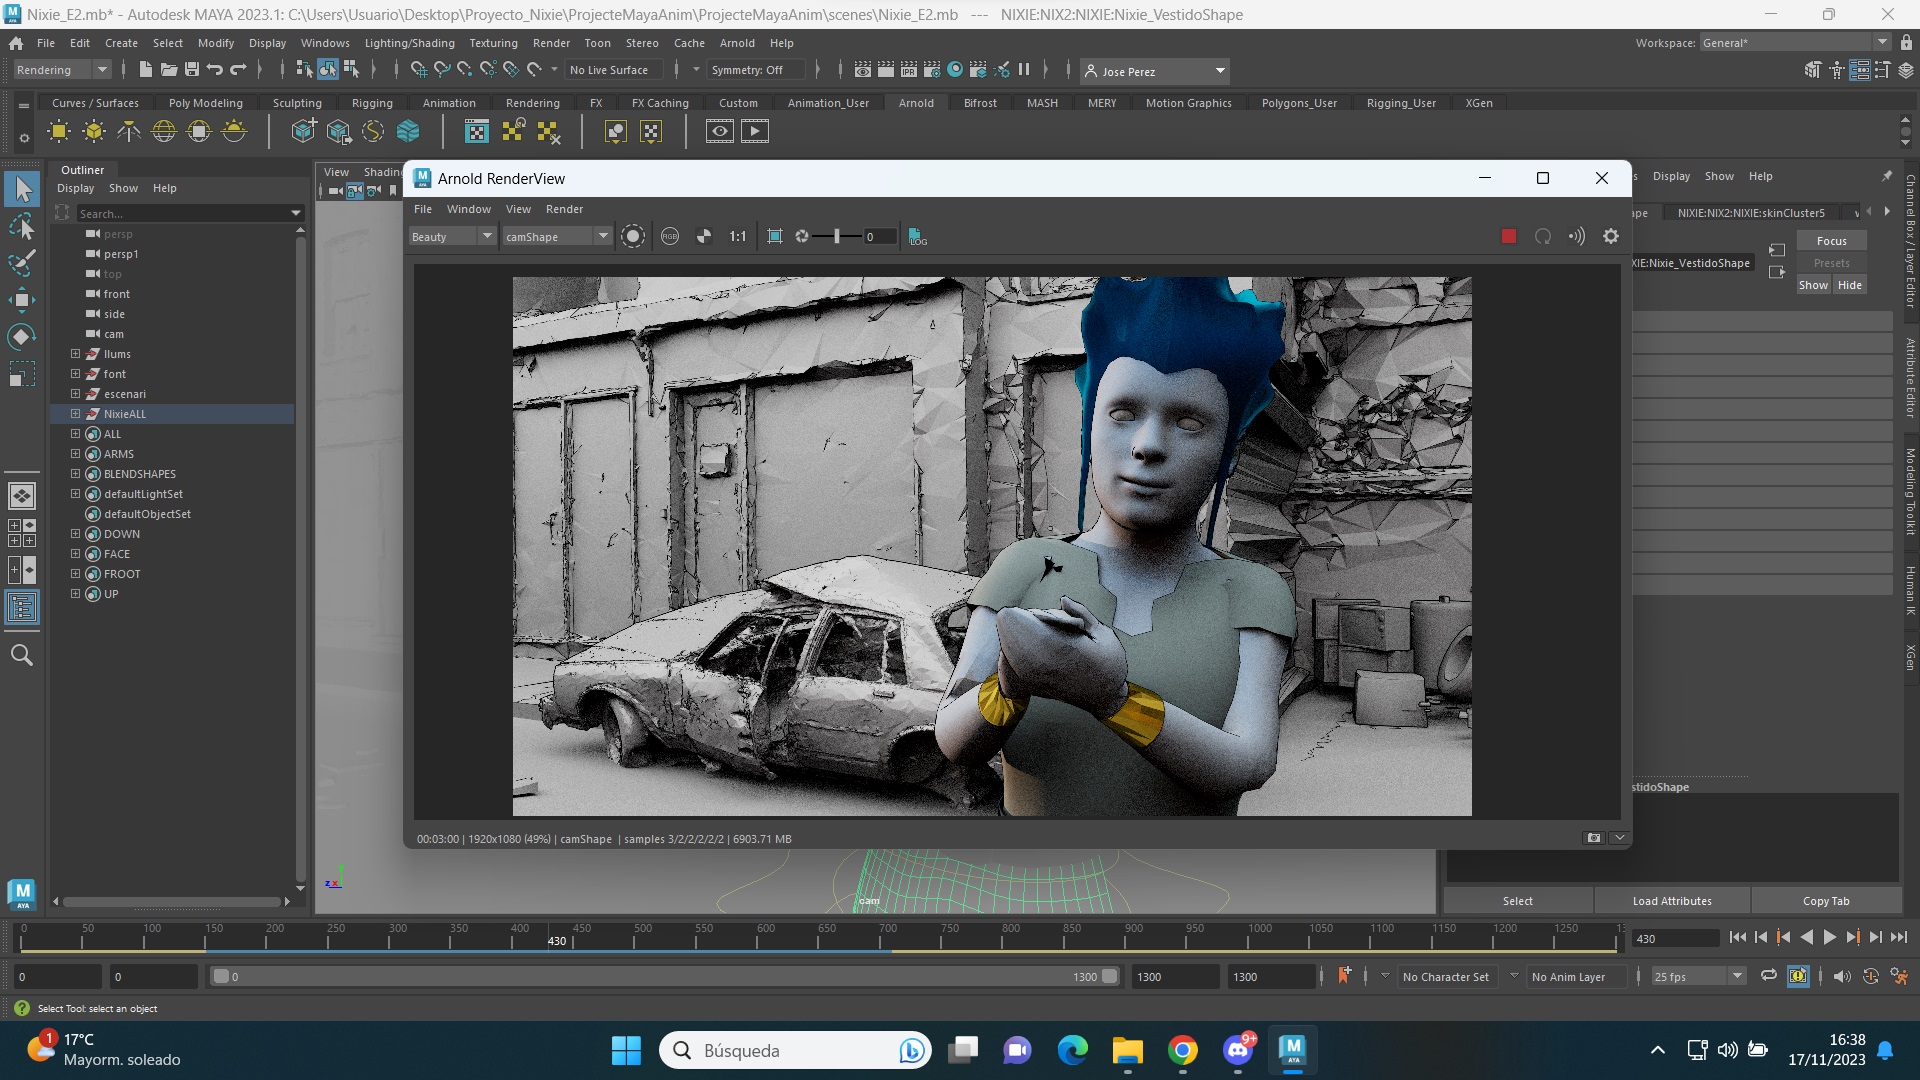 Nixie_E2.mb* - Autodesk MAYA 2023.1: C:\Users\Usuario\Desktop\Proyecto_Nixie\ProjecteMayaAnim\ProjecteMayaAnim\scenes\Nixie_E2.mb --- NIXIE:NIX2:NIXIE:Nixie_VestidoShape
File Edit Create Select Modify Display Windows Lighting/Shading Texturing Render Toon Stereo Cache Arnold Help
Workspace: General*
Rendering
No Live Surface
Symmetry: Off
IPR
Jose Perez
Curves / Surfaces Poly Modeling Sculpting Rigging Animation Rendering FX FX Caching Custom Animation_User Arnold Bifrost MASH MERY Motion Graphics Polygons_User Rigging_User XGen
Outliner
Display Show Help
Search...
persp
persp1
top
front
side
cam
llums
font
escenari
NixieALL
ALL
ARMS
BLENDSHAPES
defaultLightSet
defaultObjectSet
DOWN
FACE
FROOT
UP
View Shading
Arnold RenderView
File Window View Render
Beauty
camShape
RGB
1:1
0
LOG
00:03:00 | 1920x1080 (49%) | camShape | samples 3/2/2/2/2/2 | 6903.71 MB
cam
Display Show Help
NIXIE:NIX2:NIXIE:skinCluster5
XIE:Nixie_VestidoShape
Focus
Presets
Show Hide
stidoShape
Select Load Attributes Copy Tab
Channel Box / Layer Editor
Attribute Editor
Modeling Toolkit
Human IK
XGen
0 50 100 150 200 250 300 350 400 450 500 550 600 650 700 750 800 850 900 950 1000 1050 1100 1150 1200 1250
430
430
0 0 0 1300 1300 1300
No Character Set
No Anim Layer
25 fps
Select Tool: select an object
1
17°C
Mayorm. soleado
Búsqueda
9+
16:38
17/11/2023